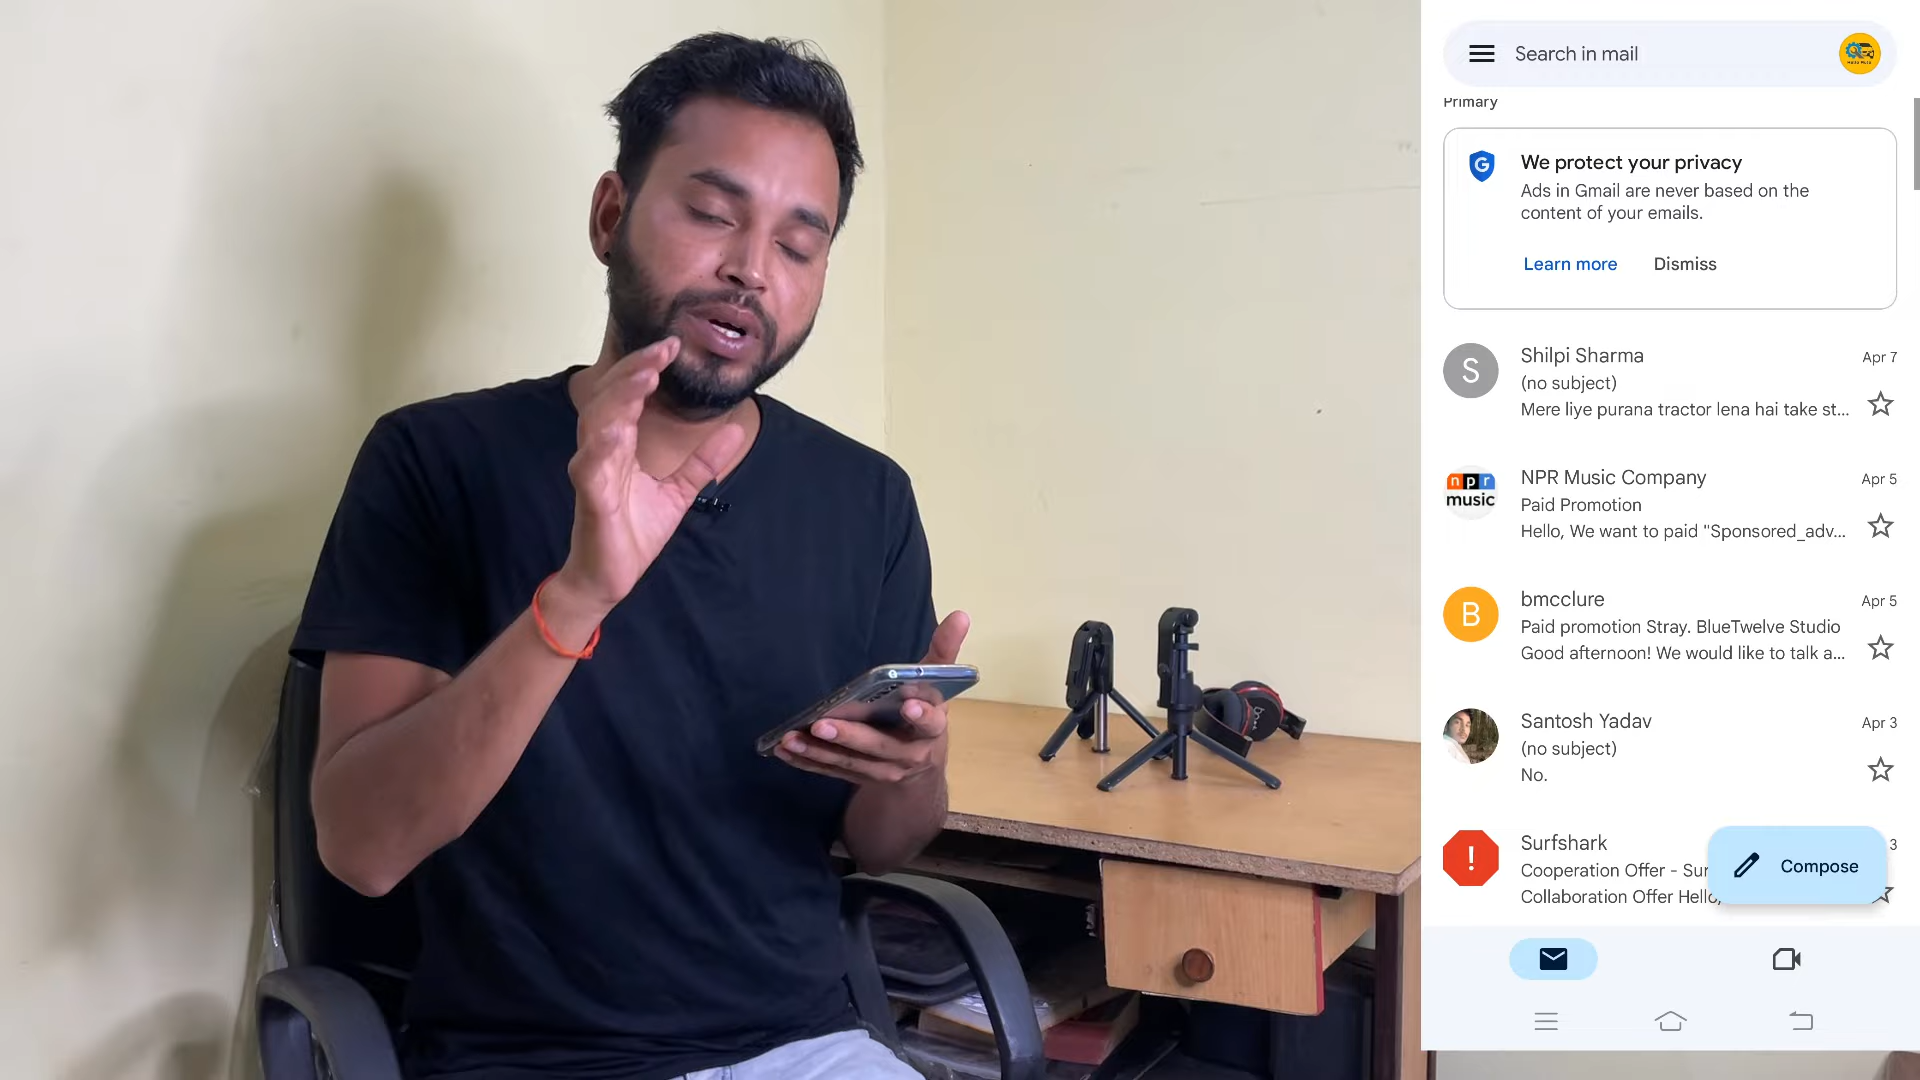 Search in mail
Primary
We protect your privacy
Ads in Gmail are never based on the
content of your emails.
Learn more Dismiss
Shilpi Sharma Apr 7
(no subject)
Mere liye purana tractor lena hai take st...
npr
music
NPR Music Company Apr 5
Paid Promotion
Hello, We want to paid "Sponsored_adv...
B
bmcclure Apr 5
Paid promotion Stray. BlueTwelve Studio
Good afternoon! We would like to talk a...
Santosh Yadav Apr 3
(no subject)
No.
!
Surfshark 3
Cooperation Offer - Sur
Collaboration Offer Hello,
Compose
S
G